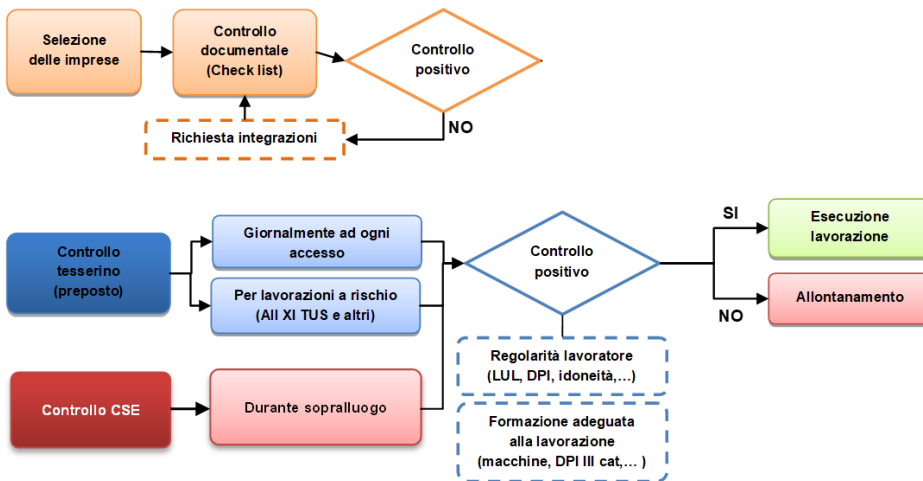 Selezione
delle imprese
Controllo
documentale
(Check list)
Controllo
positivo
NO
Richiesta integrazioni
Controllo
tesserino
(preposto)
Giornalmente ad ogni
accesso
Per lavorazioni a rischio
(All XI TUS e altri)
Controllo
positivo
SI
Esecuzione
lavorazione
NO
Allontanamento
Regolarità lavoratore
(LUL, DPI, idoneità,...)
Controllo CSE
Durante sopralluogo
Formazione adeguata
alla lavorazione
(macchine, DPI III cat,... )